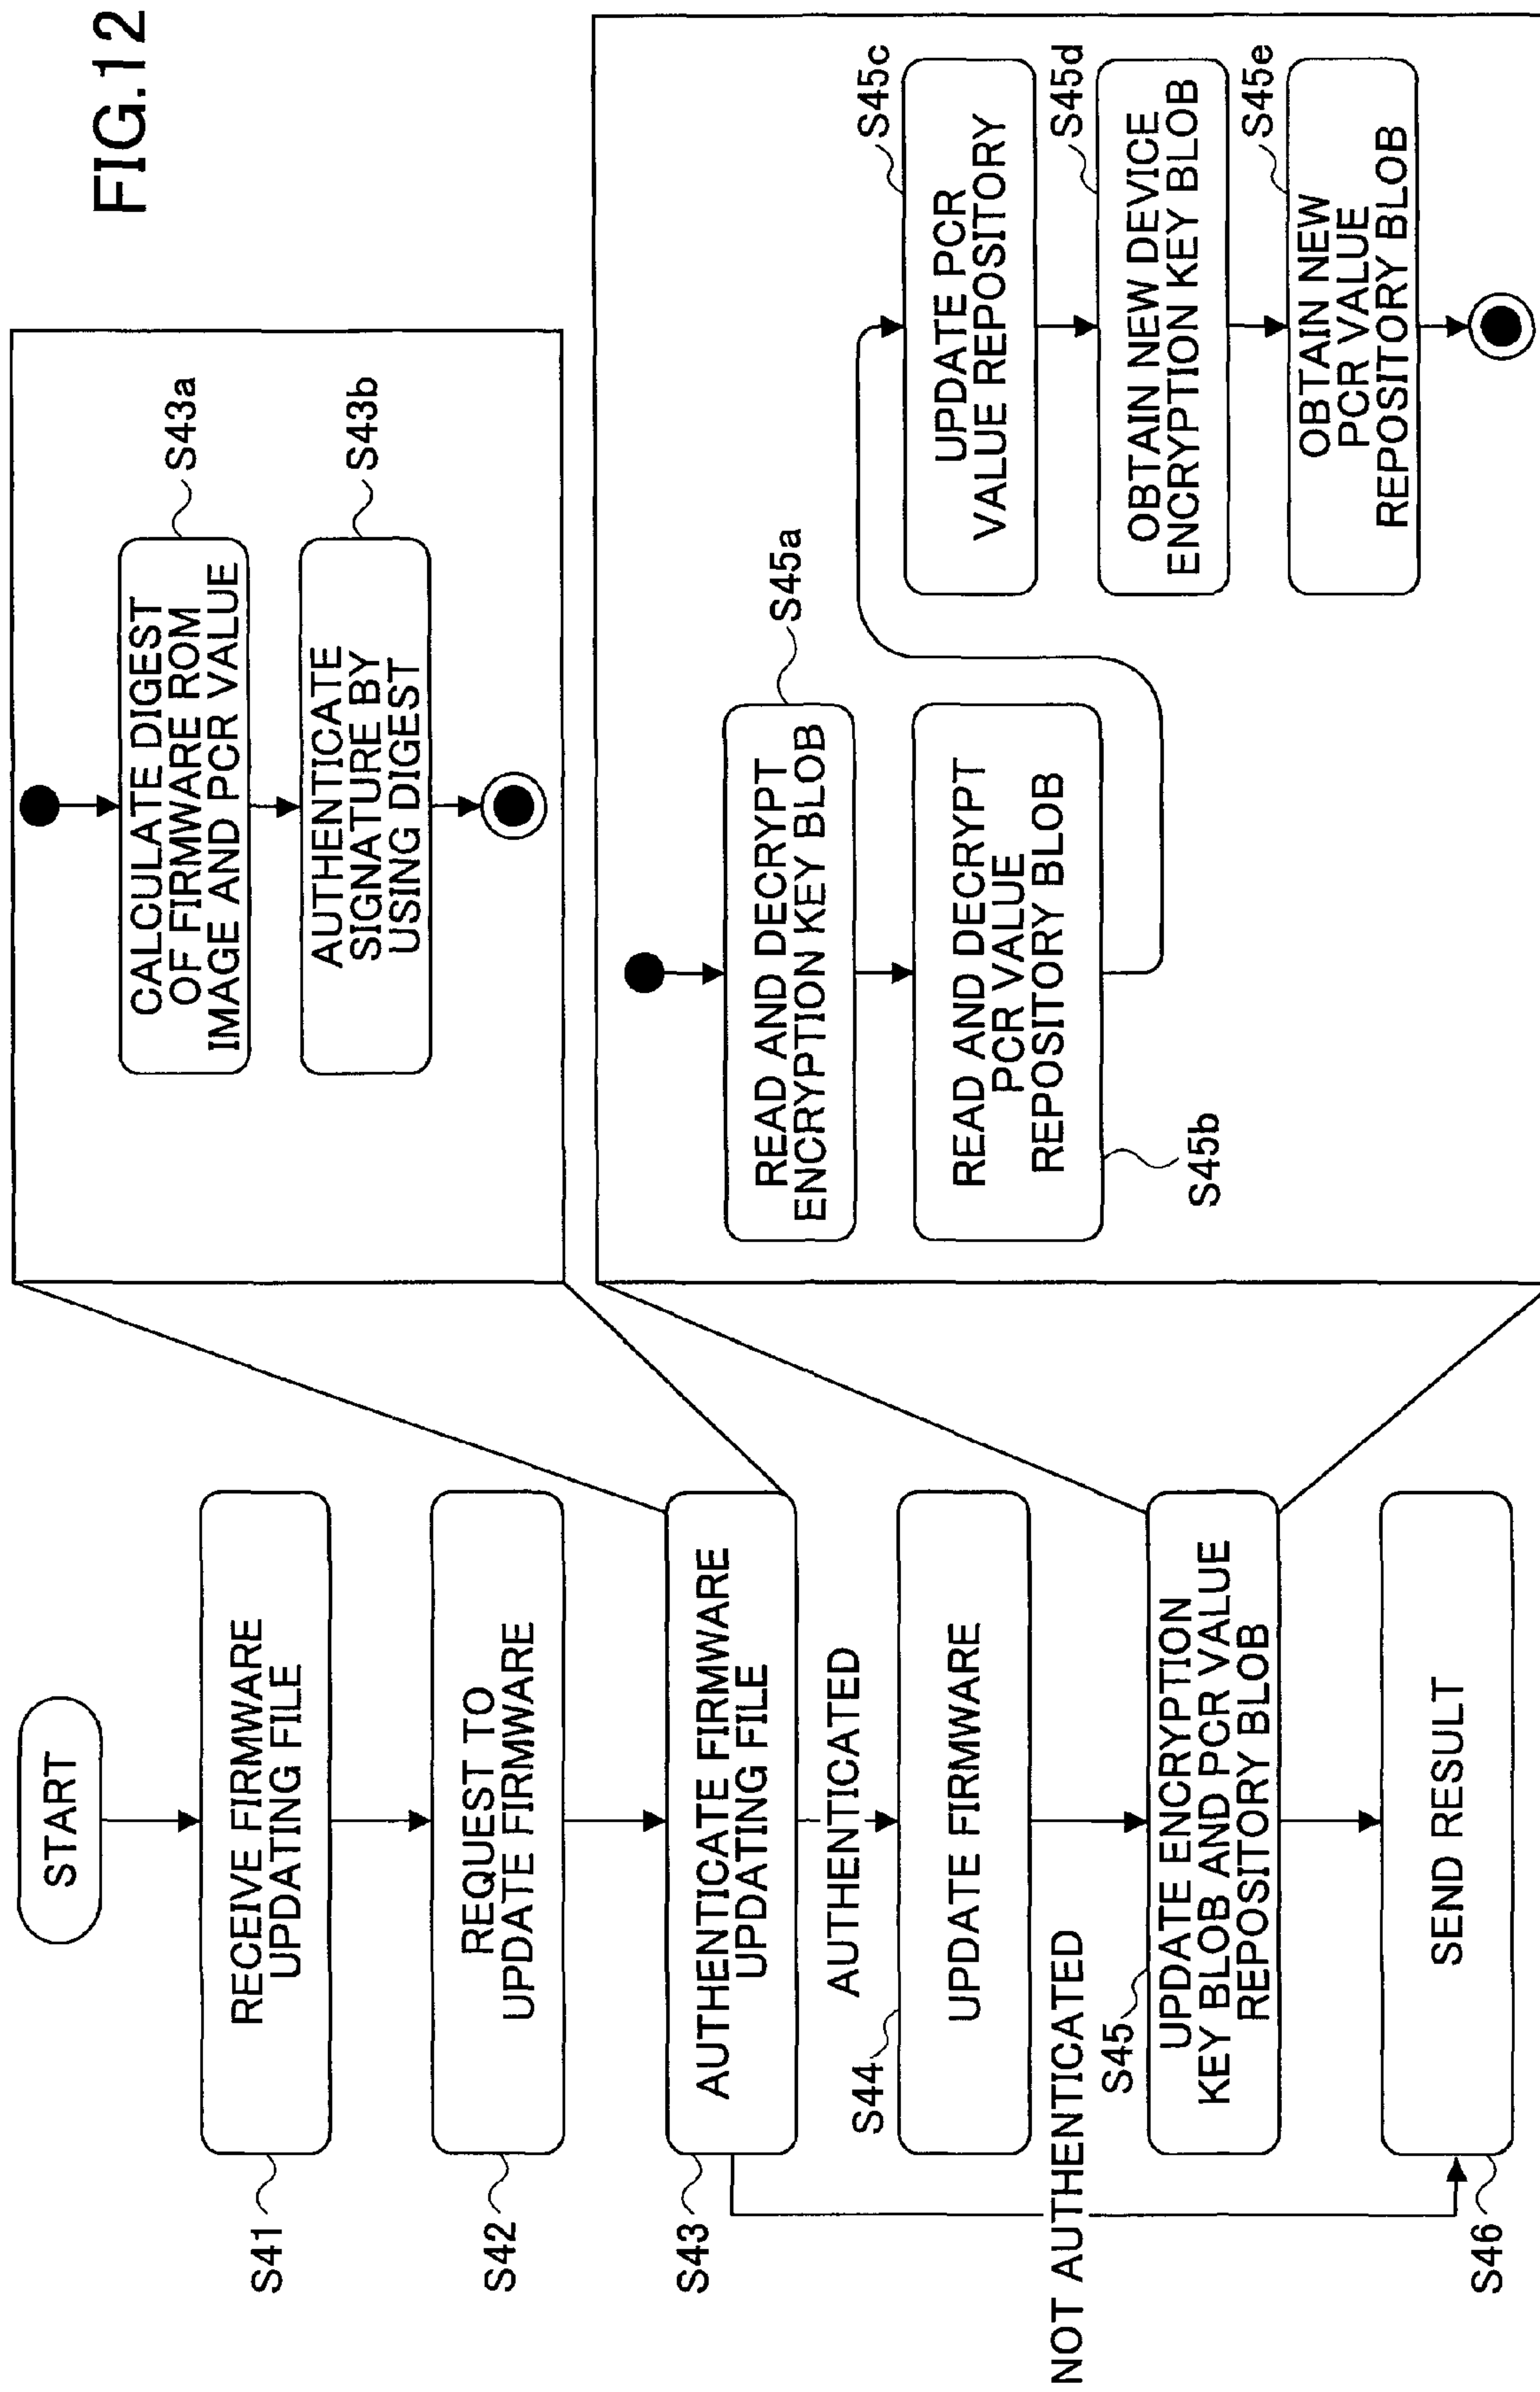 FIG.12
START
RECEIVE FIRMWARE
UPDATING FILE
S41
REQUEST TO
UPDATE FIRMWARE
S42
AUTHENTICATE FIRMWARE
UPDATING FILE
S43
AUTHENTICATED
S44
UPDATE FIRMWARE
NOT AUTHENTICATED
S45
UPDATE ENCRYPTION
KEY BLOB AND PCR VALUE
REPOSITORY BLOB
SEND RESULT
S46
CALCULATE DIGEST
OF FIRMWARE ROM
IMAGE AND PCR VALUE
S43a
AUTHENTICATE
SIGNATURE BY
USING DIGEST
S43b
READ AND DECRYPT
ENCRYPTION KEY BLOB
S45a
READ AND DECRYPT
PCR VALUE
REPOSITORY BLOB
S45b
UPDATE PCR
VALUE REPOSITORY
S45c
OBTAIN NEW DEVICE
ENCRYPTION KEY BLOB
S45d
OBTAIN NEW
PCR VALUE
REPOSITORY BLOB
S45e